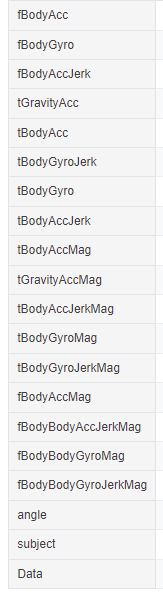 fBodyAcc
fBodyGyro
fBodyAccJerk
tGravityAcc
tBodyAcc
tBodyGyroJerk
tBodyGyro
tBodyAccJerk
tBodyAccMag
tGravityAccMag
tBodyAccJerkMag
tBodyGyroMag
tBodyGyroJerkMag
fBodyAccMag
fBodyBodyAccJerkMag
fBodyBodyGyroMag
fBodyBodyGyroJerkMag
angle
subject
Data